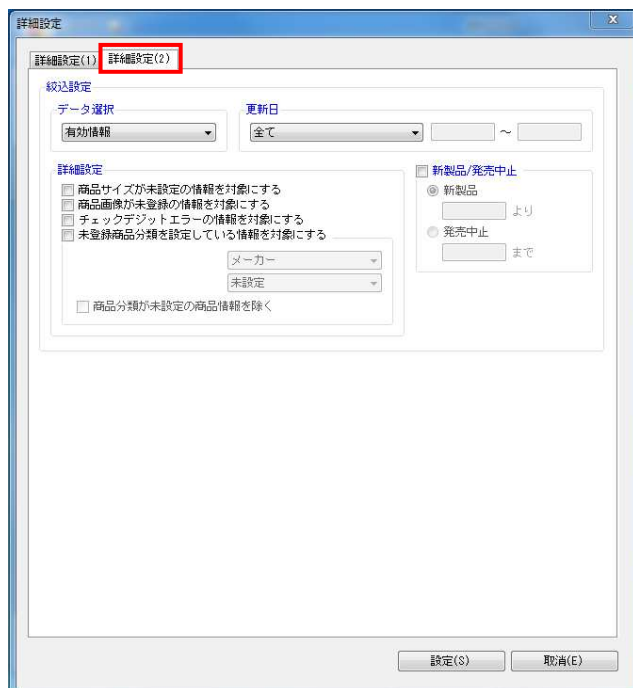 詳細設定
詳細設定(1) 詳細設定(2)
絞込設定
データ選択
有効情報
更新日
全て
～
詳細設定
商品サイズが未設定の情報を対象にする
商品画像が未登録の情報を対象にする
チェックデジットエラーの情報を対象にする
未登録商品分類を設定している情報を対象にする
メーカー
未設定
商品分類が未設定の商品情報を除く
新製品/発売中止
新製品
より
発売中止
まで
設定(S) 取消(E)